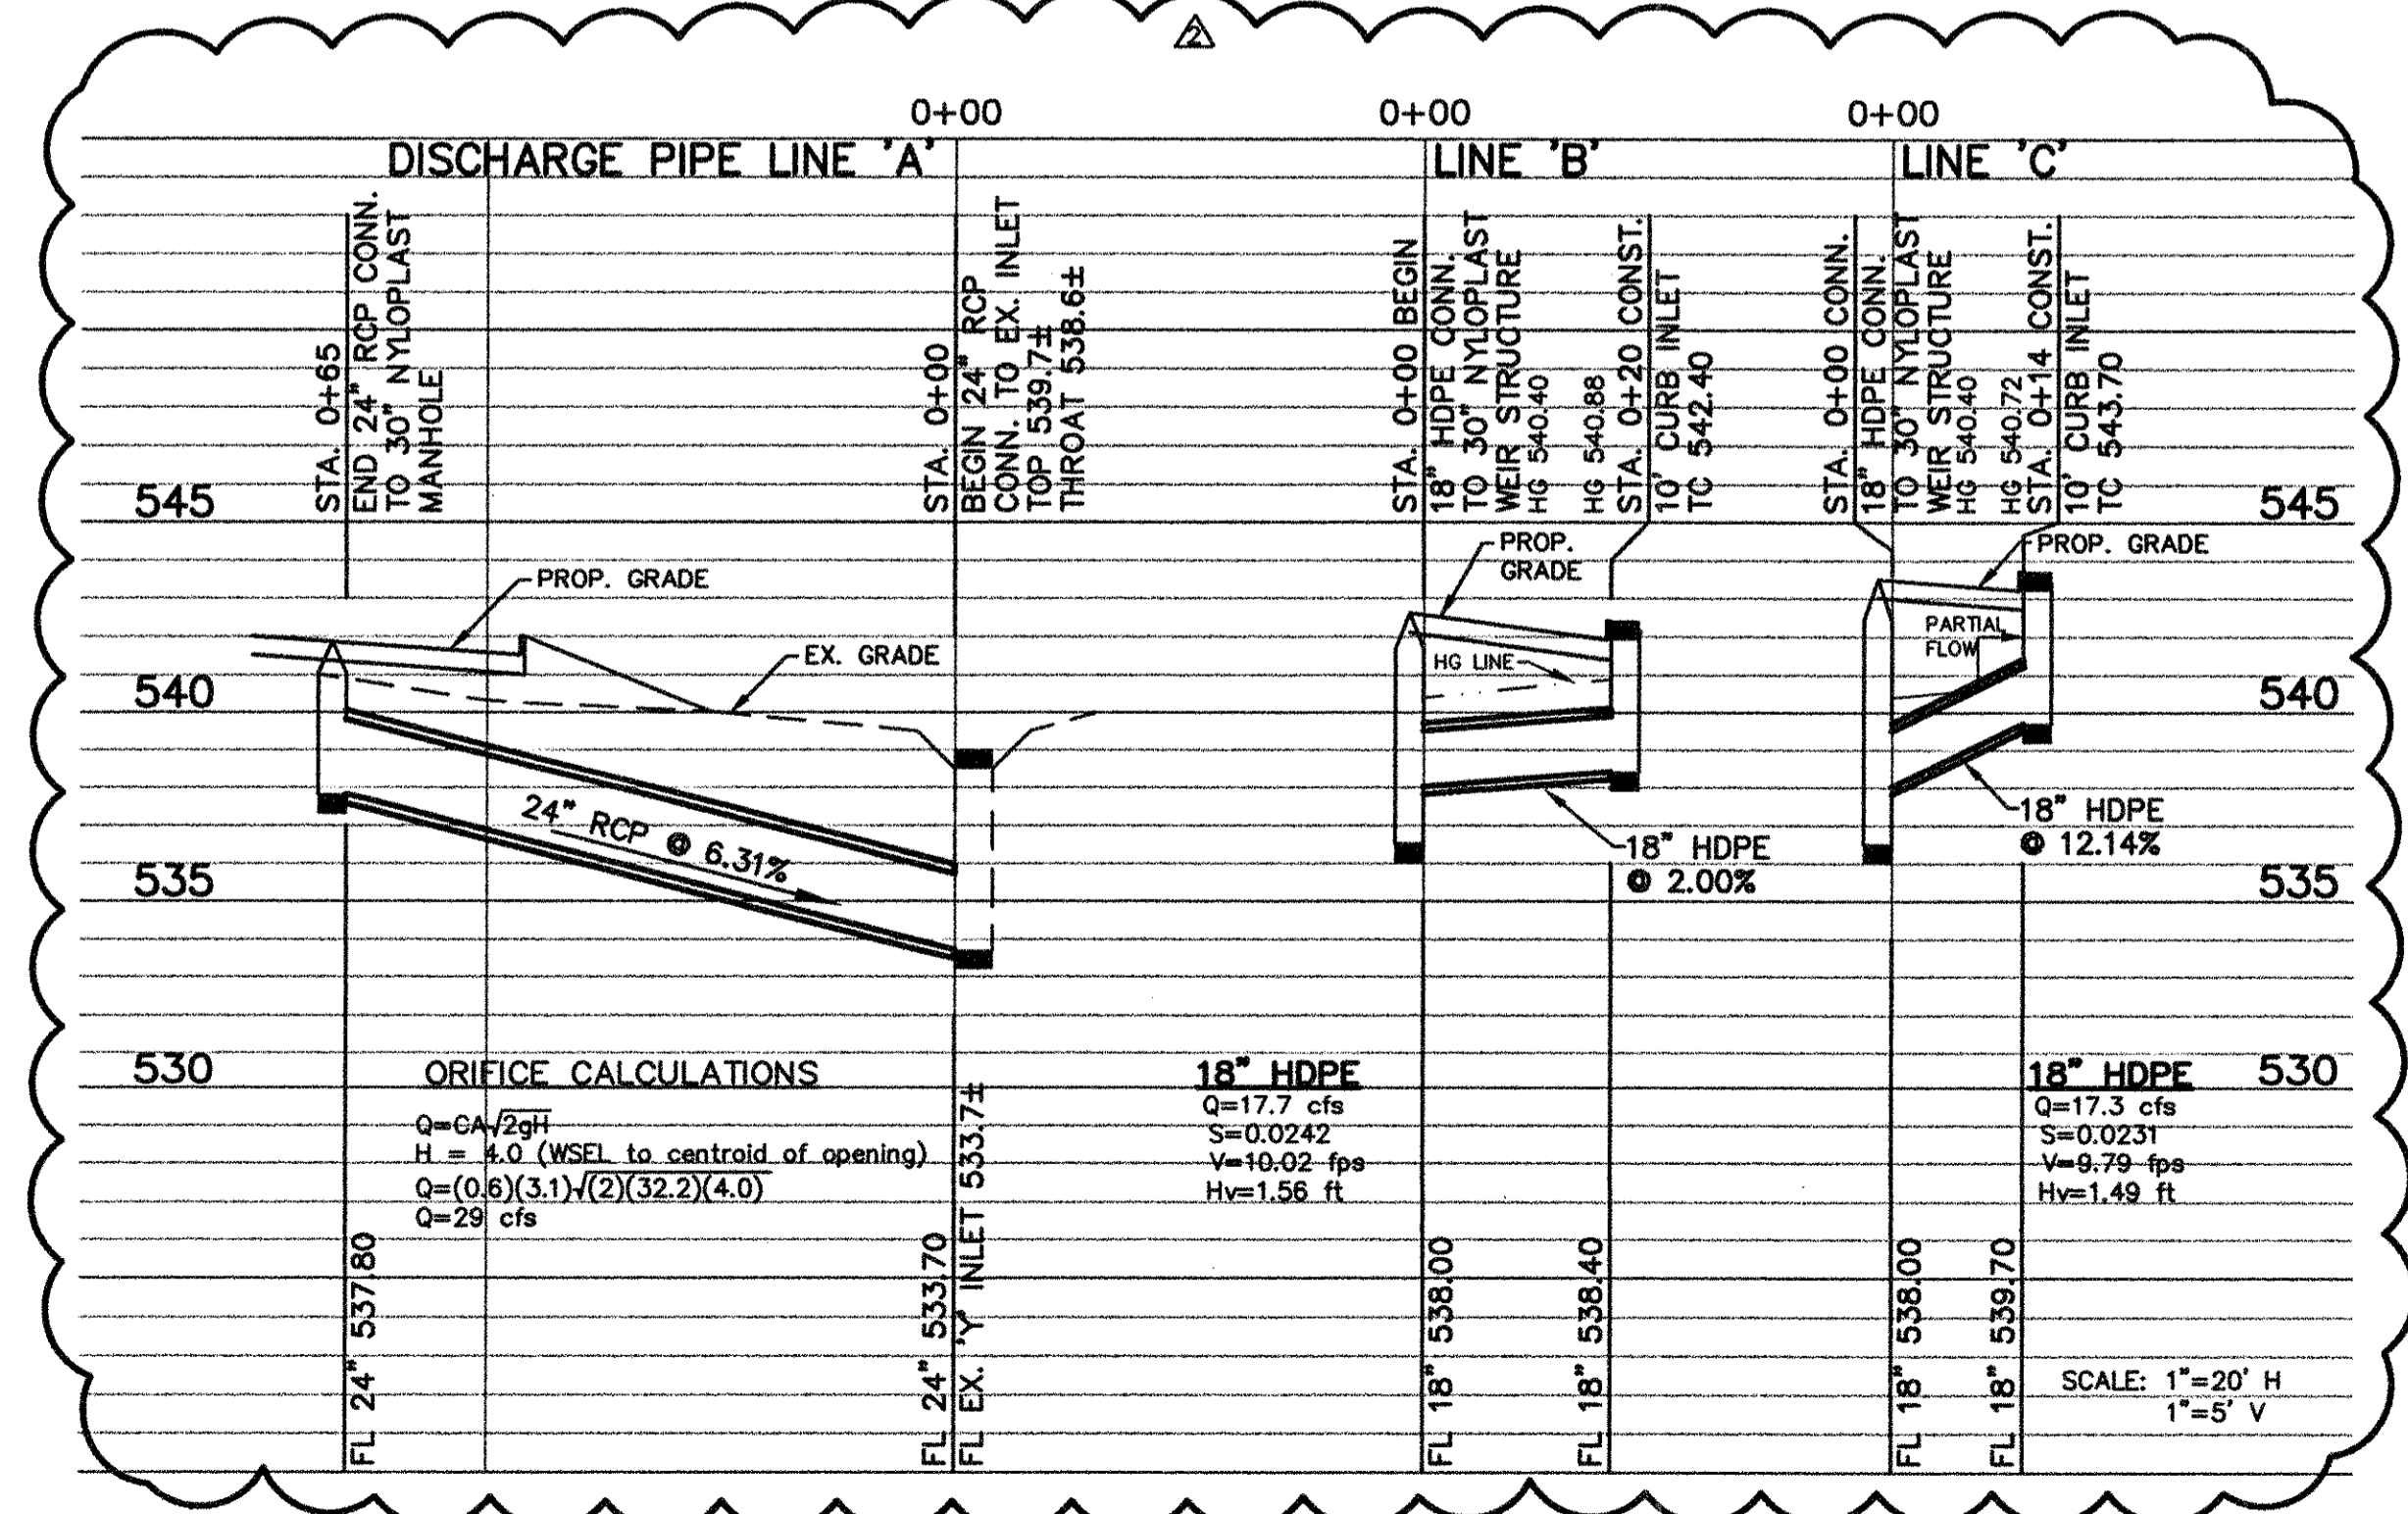 2
0+00
0+00
0+00
DISCHARGE PIPE LINE 'A'
LINE 'B'
LINE 'C'
STA. 0+65
END 24" RCP CONN.
TO 30" NYLOPLAST
MANHOLE
STA. 0+00
BEGIN 24" RCP
CONN. TO EX. INLET
TOP 539.7±
THROAT 538.6±
STA. 0+00 BEGIN
18" HDPE CONN.
TO 30" NYLOPLAST
WEIR STRUCTURE
HG 540.40
HG 540.88
STA. 0+20 CONST.
10' CURB INLET
TC 542.40
STA. 0+00 CONN.
18" HDPE CONN.
TO 30" NYLOPLAST
WEIR STRUCTURE
HG 540.40
HG 540.72
STA. 0+14 CONST.
10' CURB INLET
TC 543.70
545
545
PROP. GRADE
EX. GRADE
PROP.
GRADE
HG LINE
PROP. GRADE
PARTIAL
FLOW
540
540
24" RCP @ 6.31%
18" HDPE
@ 2.00%
18" HDPE
@ 12.14%
535
535
530
530
ORIFICE CALCULATIONS
Q=CA√2gH
H = 4.0 (WSEL to centroid of opening)
Q=(0.6)(3.1)√(2)(32.2)(4.0)
Q=29 cfs
18" HDPE
Q=17.7 cfs
S=0.0242
V=10.02 fps
Hv=1.56 ft
18" HDPE
Q=17.3 cfs
S=0.0231
V=9.79 fps
Hv=1.49 ft
FL 24" 537.80
FL 24" 533.70
FL EX. 'Y' INLET 533.7±
FL 18" 538.00
FL 18" 538.40
FL 18" 538.00
FL 18" 539.70
SCALE: 1"=20' H
1"=5' V